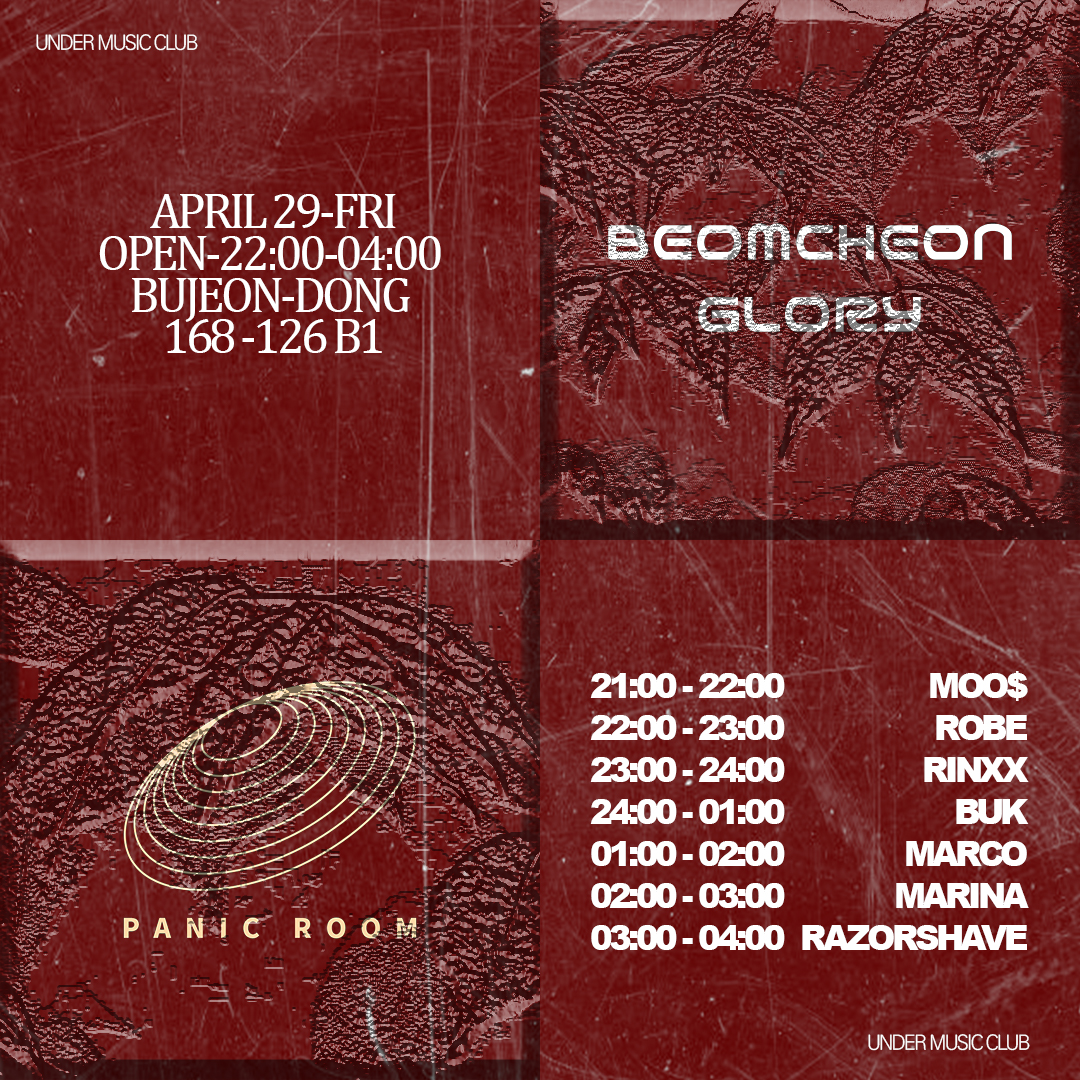 UNDER MUSIC CLUB
APRIL 29-FRI
OPEN-22:00-04:00
BUJEON-DONG
168 -126 B1
BEOMCHEON
GLORY
PANIC ROOM
21:00 - 22:00 MOO$
22:00 - 23:00 ROBE
23:00 - 24:00 RINXX
24:00 - 01:00 BUK
01:00 - 02:00 MARCO
02:00 - 03:00 MARINA
03:00 - 04:00 RAZORSHAVE
UNDER MUSIC CLUB